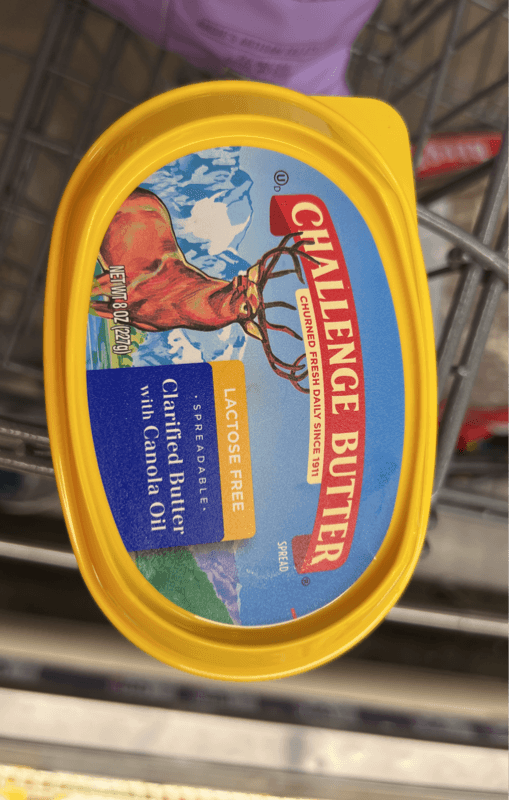 CHALLENGE BUTTER®
CHURNED FRESH DAILY SINCE 1911
SPREAD
LACTOSE FREE
·SPREADABLE·
Clarified Butter
with Canola Oil
NET WT 8 OZ (227g)
U D